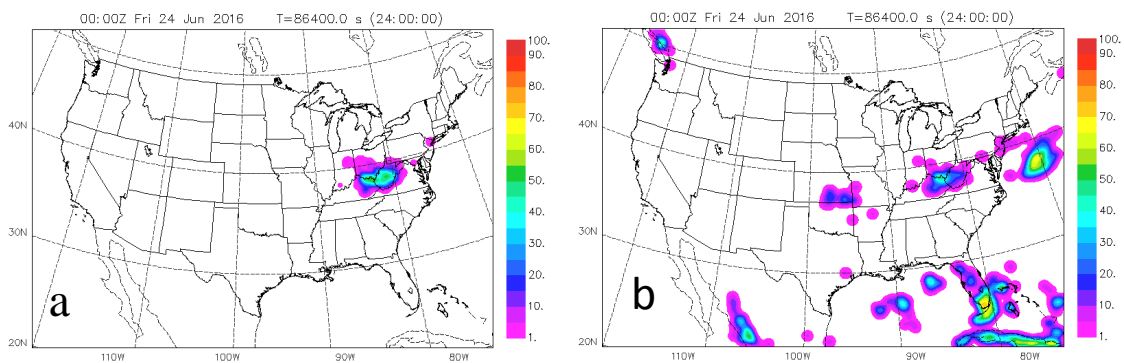 00:00Z Fri 24 Jun 2016 T=86400.0 s (24:00:00)
40N
30N
20N
110W
100W
90W
80W
a
100.
90.
80.
70.
60.
50.
40.
30.
20.
10.
1.
00:00Z Fri 24 Jun 2016 T=86400.0 s (24:00:00)
40N
30N
20N
110W
100W
90W
80W
b
100.
90.
80.
70.
60.
50.
40.
30.
20.
10.
1.